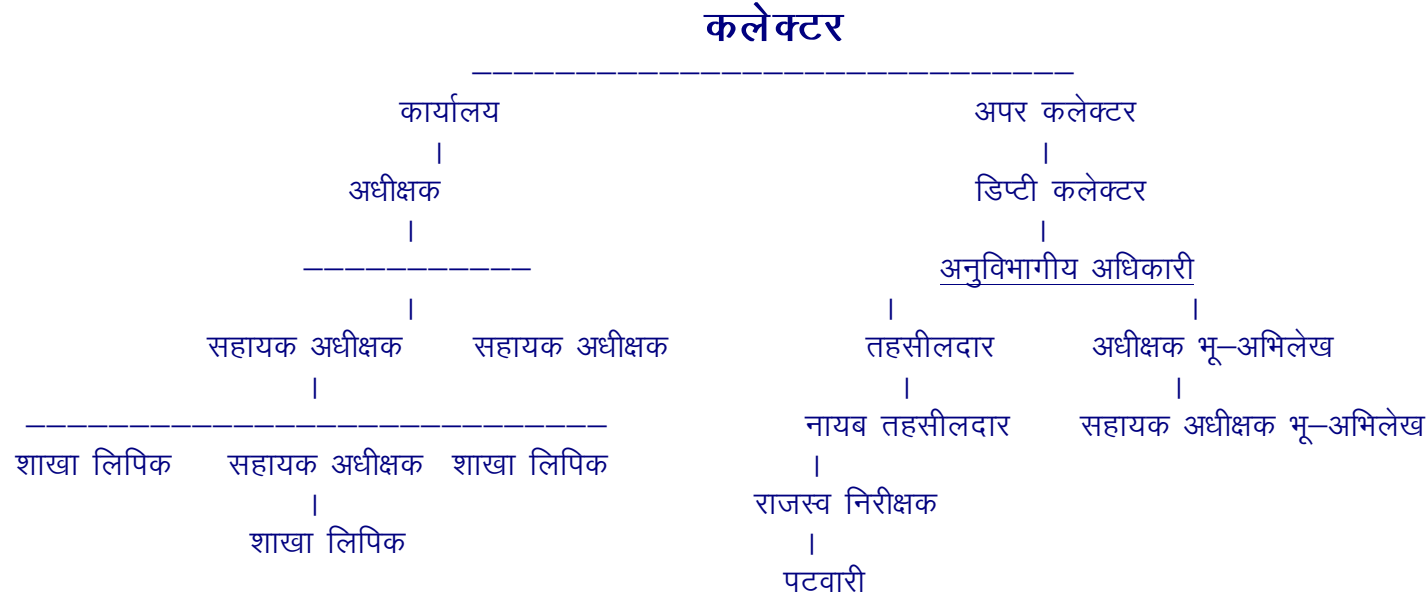 कलेक्टर
कार्यालय अपर कलेक्टर
अधीक्षक डिप्टी कलेक्टर
अनुविभागीय अधिकारी
सहायक अधीक्षक सहायक अधीक्षक तहसीलदार अधीक्षक भू–अभिलेख
नायब तहसीलदार सहायक अधीक्षक भू–अभिलेख
शाखा लिपिक सहायक अधीक्षक शाखा लिपिक
राजस्व निरीक्षक
शाखा लिपिक
पटवारी